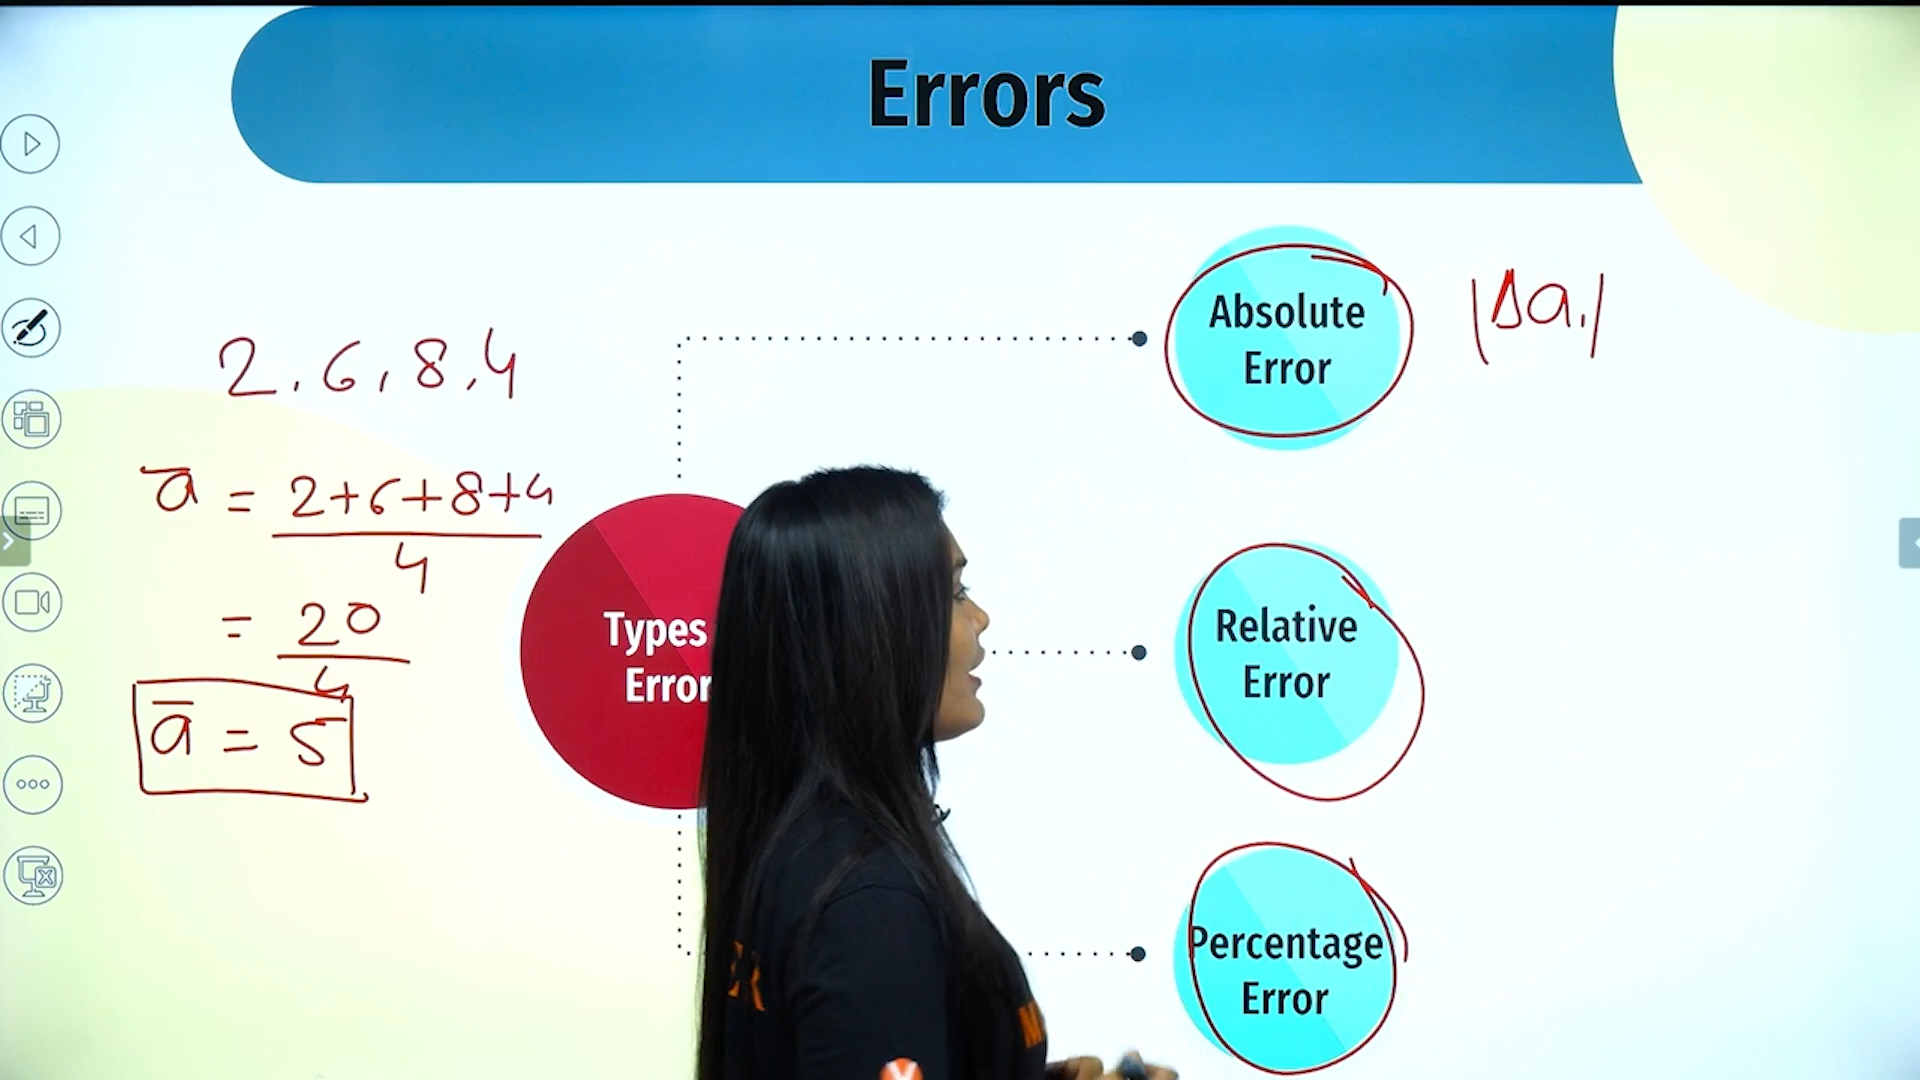 Errors
2, 6, 8, 4
a̅ = 2+6+8+4
4
= 20
4
a̅ = 5
Types
Error
Absolute
Error
|Δa₁|
Relative
Error
Percentage
Error